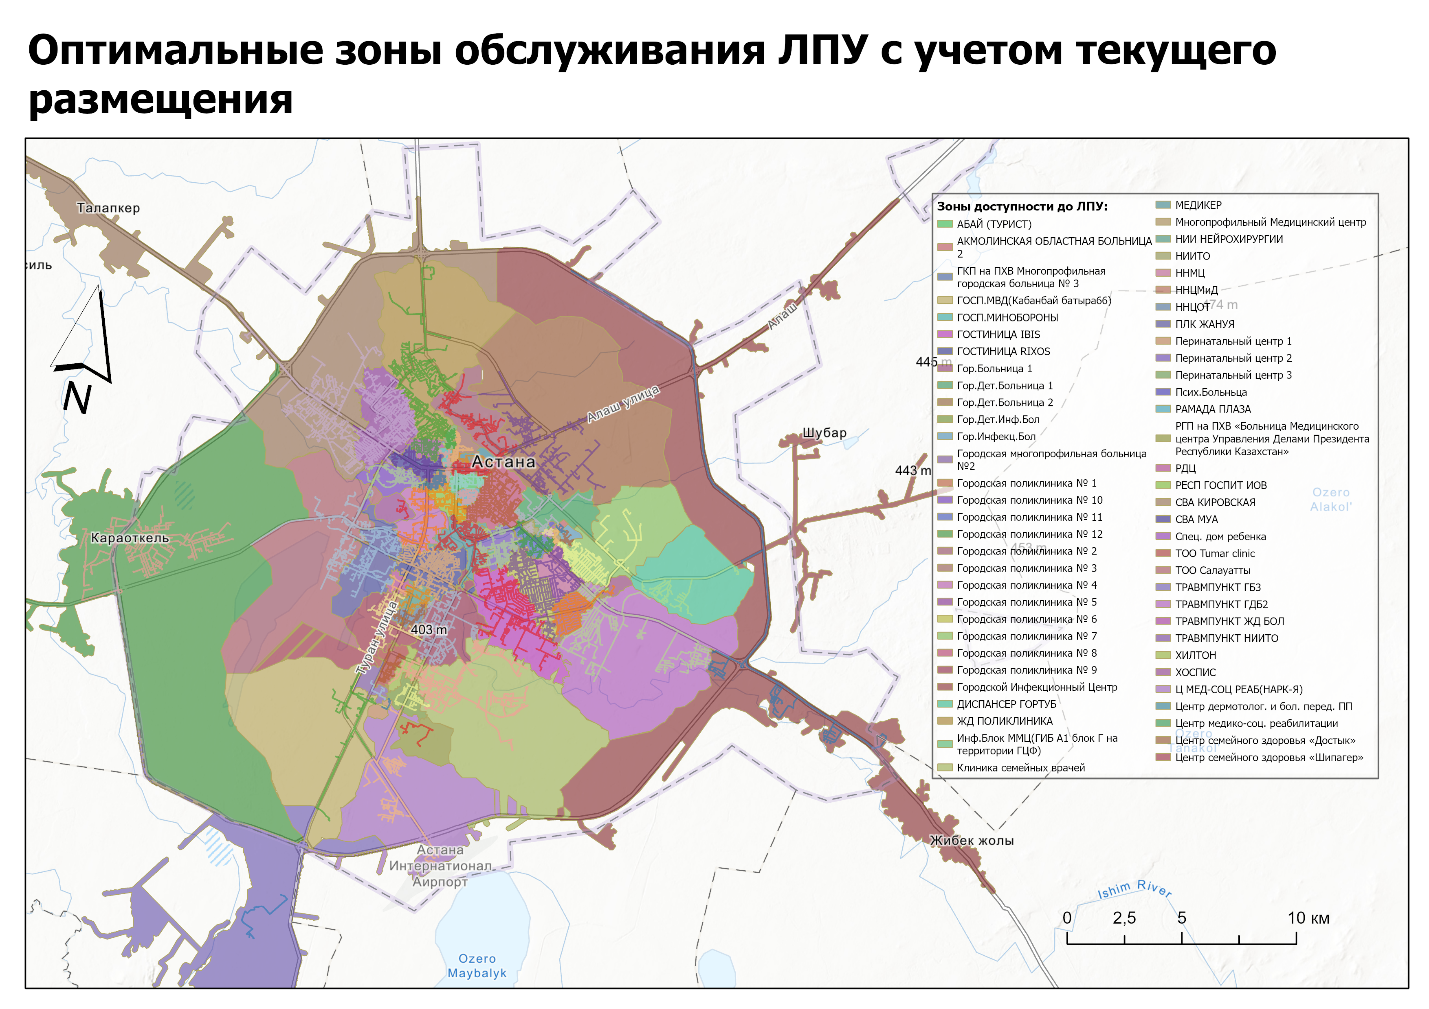 Оптимальные зоны обслуживания ЛПУ с учетом текущего
размещения
Талапкер
силь
N
Караоткель
Астана
Алаш улица
Алаш
Туран улица
403 m
Шубар
445 m
443 m
453 m
474 m
Ozero
Alakol'
Ozero
Tanakol'
Жибек жолы
Ishim River
Астана
Интернационал
Аирпорт
Ozero
Maybalyk
0 2,5 5 10 км
Зоны доступности до ЛПУ:
АБАЙ (ТУРИСТ)
АКМОЛИНСКАЯ ОБЛАСТНАЯ БОЛЬНИЦА
2
ГКП на ПХВ Многопрофильная
городская больница № 3
ГОСП.МВД(Кабанбай батыра66)
ГОСП.МИНОБОРОНЫ
ГОСТИНИЦА IBIS
ГОСТИНИЦА RIXOS
Гор.Больница 1
Гор.Дет.Больница 1
Гор.Дет.Больница 2
Гор.Дет.Инф.Бол
Гор.Инфекц.Бол
Городская многопрофильная больница
№2
Городская поликлиника № 1
Городская поликлиника № 10
Городская поликлиника № 11
Городская поликлиника № 12
Городская поликлиника № 2
Городская поликлиника № 3
Городская поликлиника № 4
Городская поликлиника № 5
Городская поликлиника № 6
Городская поликлиника № 7
Городская поликлиника № 8
Городская поликлиника № 9
Городской Инфекционный Центр
ДИСПАНСЕР ГОРТУБ
ЖД ПОЛИКЛИНИКА
Инф.Блок ММЦ(ГИБ А1 блок Г на
территории ГЦФ)
Клиника семейных врачей
МЕДИКЕР
Многопрофильный Медицинский центр
НИИ НЕЙРОХИРУРГИИ
НИИТО
ННМЦ
ННЦМиД
ННЦОТ
ПЛК ЖАНУЯ
Перинатальный центр 1
Перинатальный центр 2
Перинатальный центр 3
Псих.Больньца
РАМАДА ПЛАЗА
РГП на ПХВ «Больница Медицинского
центра Управления Делами Президента
Республики Казахстан»
РДЦ
РЕСП ГОСПИТ ИОВ
СВА КИРОВСКАЯ
СВА МУА
Спец. дом ребенка
ТОО Tumar clinic
ТОО Салауатты
ТРАВМПУНКТ ГБ3
ТРАВМПУНКТ ГДБ2
ТРАВМПУНКТ ЖД БОЛ
ТРАВМПУНКТ НИИТО
ХИЛТОН
ХОСПИС
Ц МЕД-СОЦ РЕАБ(НАРК-Я)
Центр дермотолог. и бол. перед. ПП
Центр медико-соц. реабилитации
Центр семейного здоровья «Достык»
Центр семейного здоровья «Шипагер»